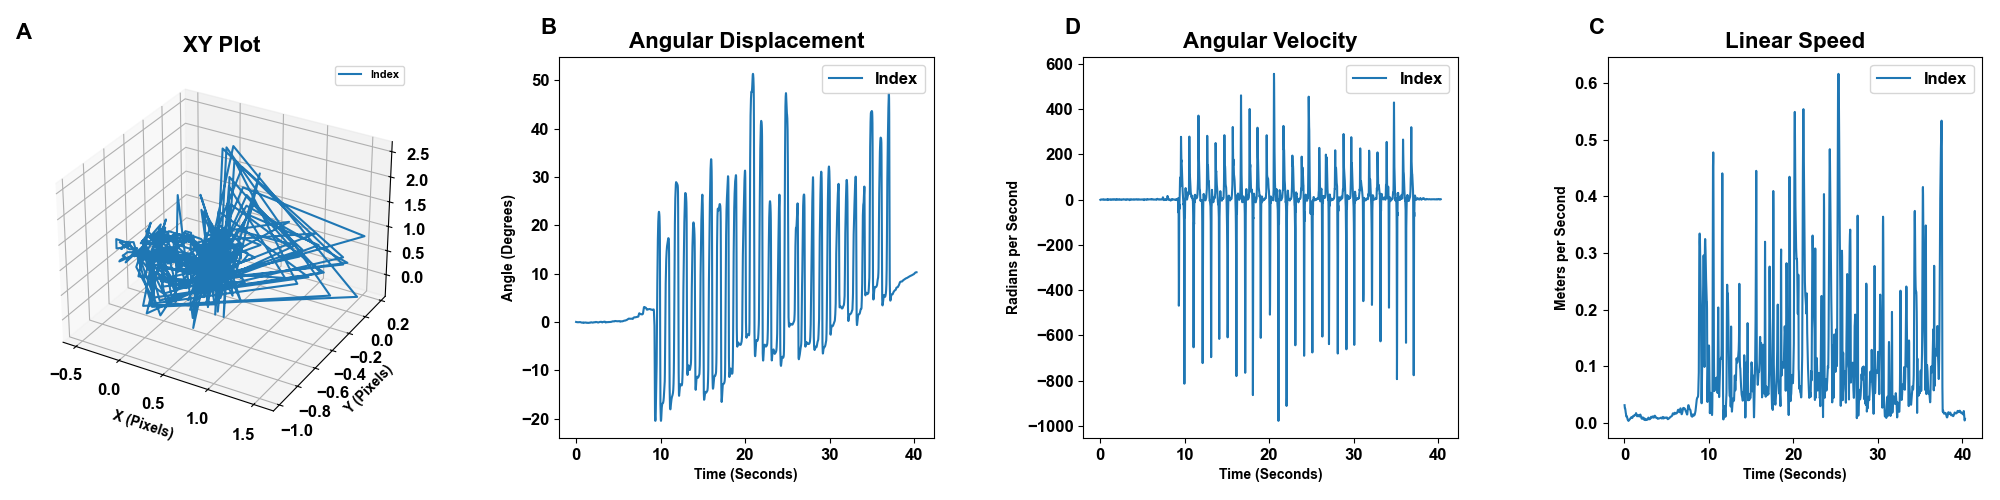 A
XY Plot
Index
2.5
2.0
1.5
1.0
0.5
0.0
0.2
0.0
−0.2
−0.4
−0.6
−0.8
−1.0
Y (Pixels)
−0.5
0.0
0.5
1.0
1.5
X (Pixels)
B
Angular Displacement
Index
50
40
30
20
10
0
−10
−20
Angle (Degrees)
0 10 20 30 40
Time (Seconds)
D
Angular Velocity
Index
600
400
200
0
−200
−400
−600
−800
−1000
Radians per Second
0 10 20 30 40
Time (Seconds)
C
Linear Speed
Index
0.6
0.5
0.4
0.3
0.2
0.1
0.0
Meters per Second
0 10 20 30 40
Time (Seconds)